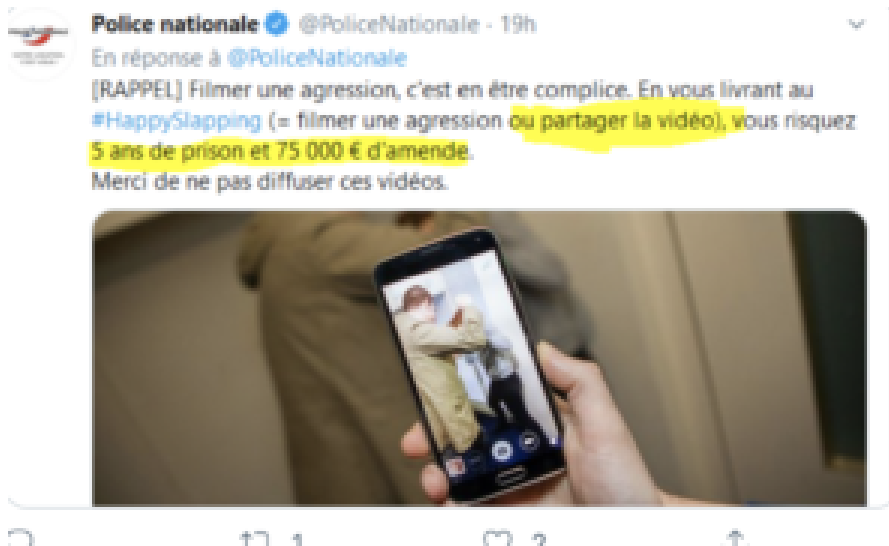 Police nationale @PoliceNationale - 19h
En réponse à @PoliceNationale
[RAPPEL] Filmer une agression, c'est en être complice. En vous livrant au
#HappySlapping (= filmer une agression ou partager la vidéo), vous risquez
5 ans de prison et 75 000 € d'amende.
Merci de ne pas diffuser ces vidéos.
1